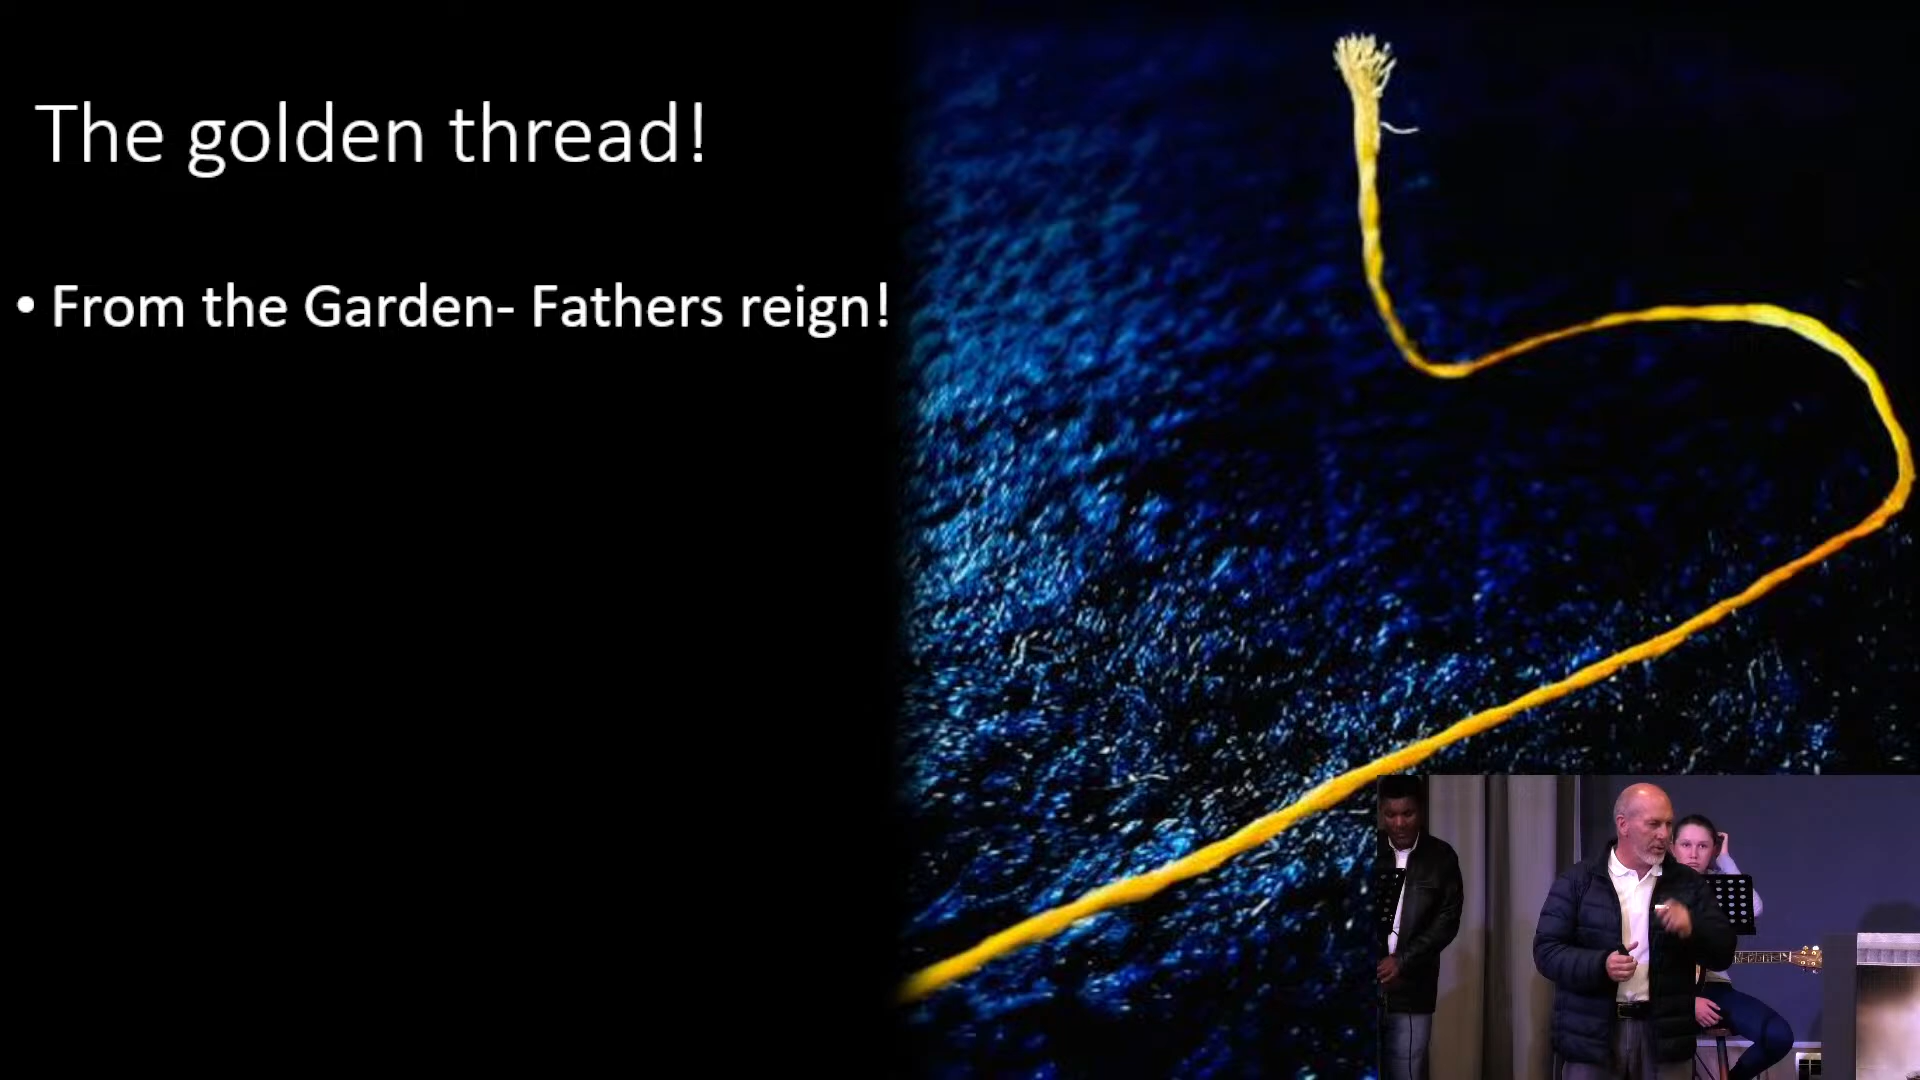 The golden thread!
• From the Garden- Fathers reign!